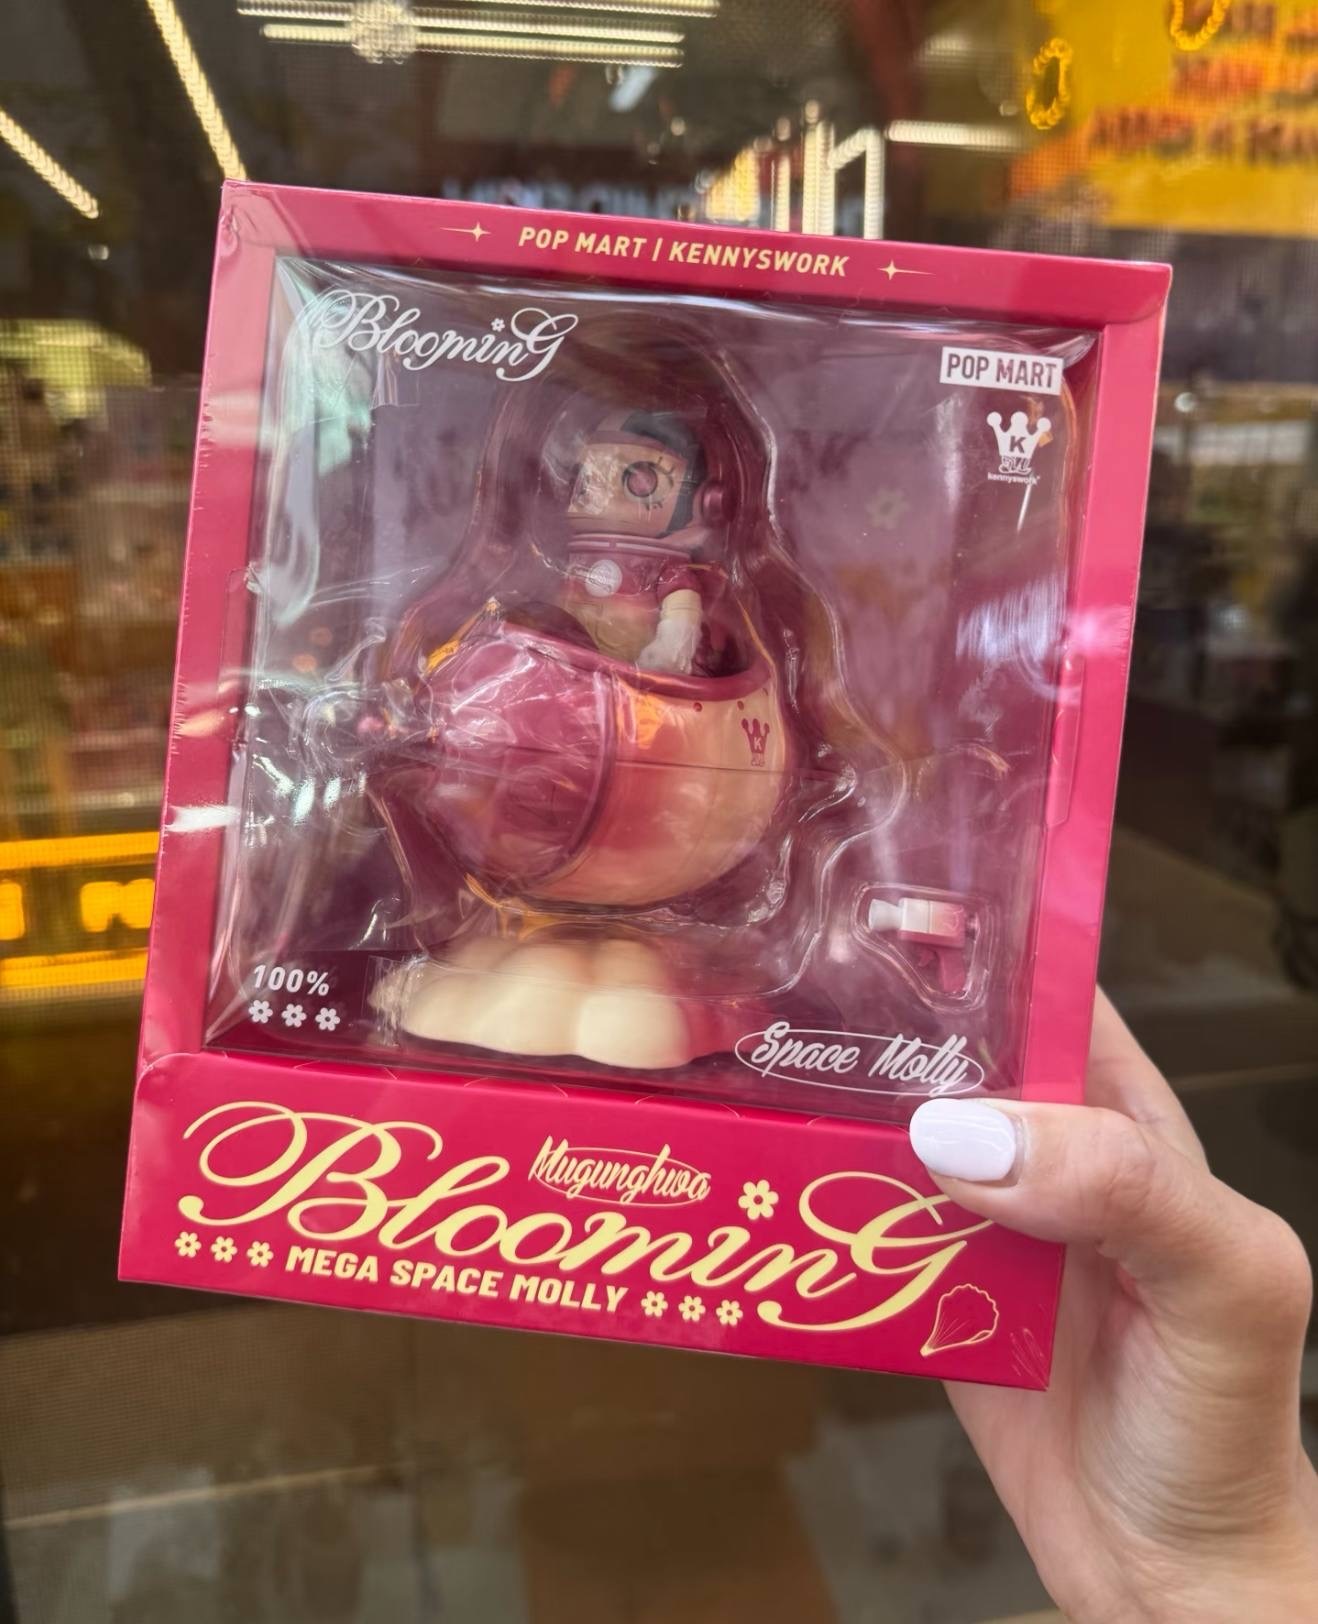 POP MART | KENNYSWORK
BloominG
POP MART
K
kennyswork
K
100%
Space Molly
Mugunghwa
BloominG
MEGA SPACE MOLLY